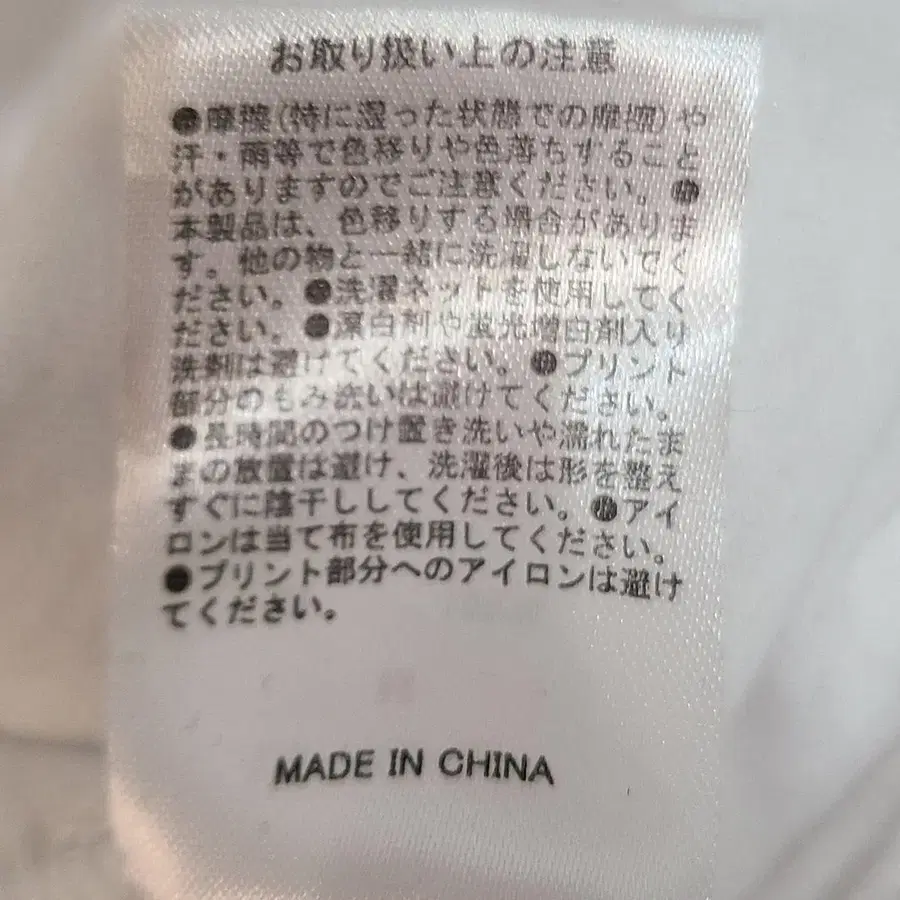 お取り扱い上の注意
●摩擦(特に湿った状態での摩擦)や
汗・雨等で色移りや色落ちすること
がありますのでご注意ください。●
本製品は、色移りする場合がありま
す。他の物と一緒に洗濯しないでく
ださい。●洗濯ネットを使用してく
ださい。●漂白剤や蛍光増白剤入り
洗剤は避けてください。●プリント
部分のもみ洗いは避けてください。
●長時間のつけ置き洗いや濡れたま
まの放置は避け、洗濯後は形を整え
すぐに陰干ししてください。●アイ
ロンは当て布を使用してください。
●プリント部分へのアイロンは避け
てください。
MADE IN CHINA